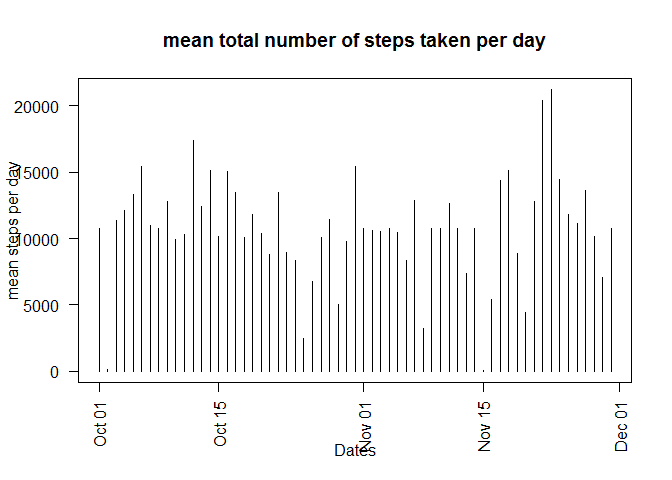 mean total number of steps taken per day
mean steps per day
20000
15000
10000
5000
0
Oct 01
Oct 15
Nov 01
Nov 15
Dec 01
Dates